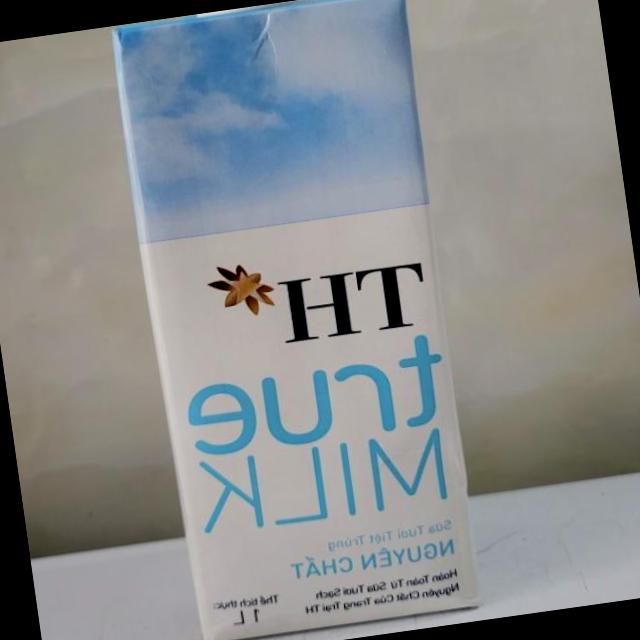 TH
true
MILK
Sữa Tươi Tiệt Trùng
NGUYÊN CHẤT
Hoàn Toàn Từ Sữa Tươi Sạch
Nguyên Chất Của Trang Trại TH
Thể tích thực:
1L